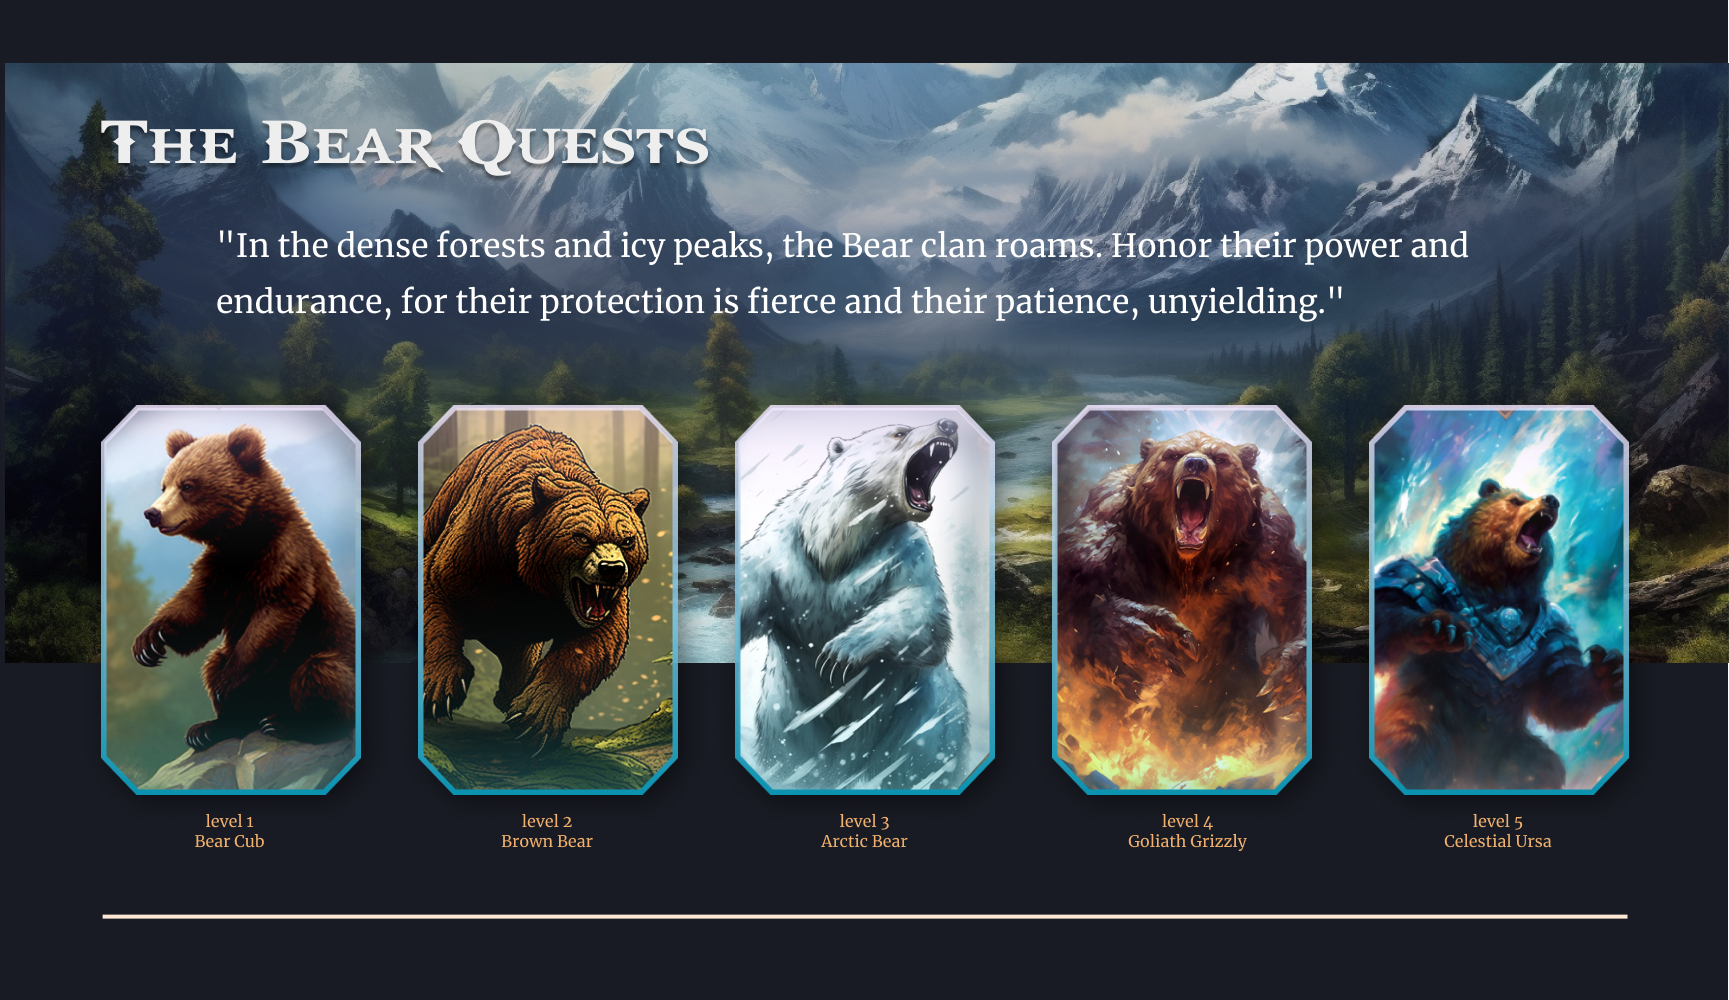 The Bear Quests
"In the dense forests and icy peaks, the Bear clan roams. Honor their power and
endurance, for their protection is fierce and their patience, unyielding."
level 1
Bear Cub
level 2
Brown Bear
level 3
Arctic Bear
level 4
Goliath Grizzly
level 5
Celestial Ursa